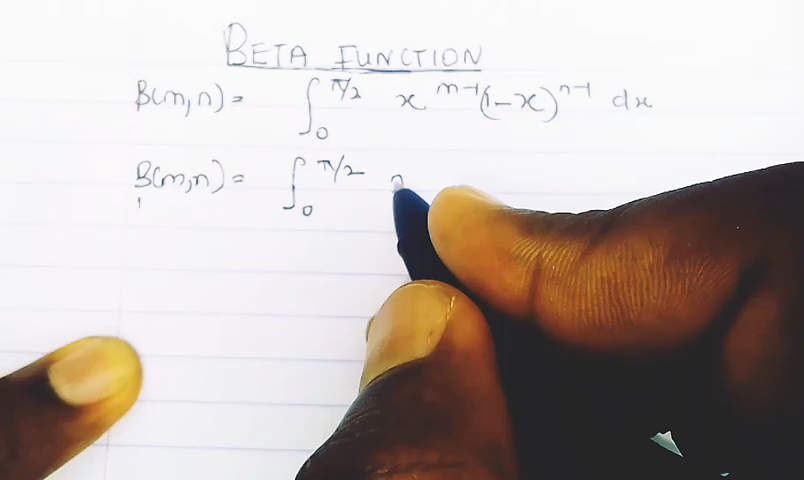 BETA FUNCTION
B(m,n) = ∫₀^π/2 x^m-1 (1-x)^n-1 dx
B(m,n) = ∫₀^π/2